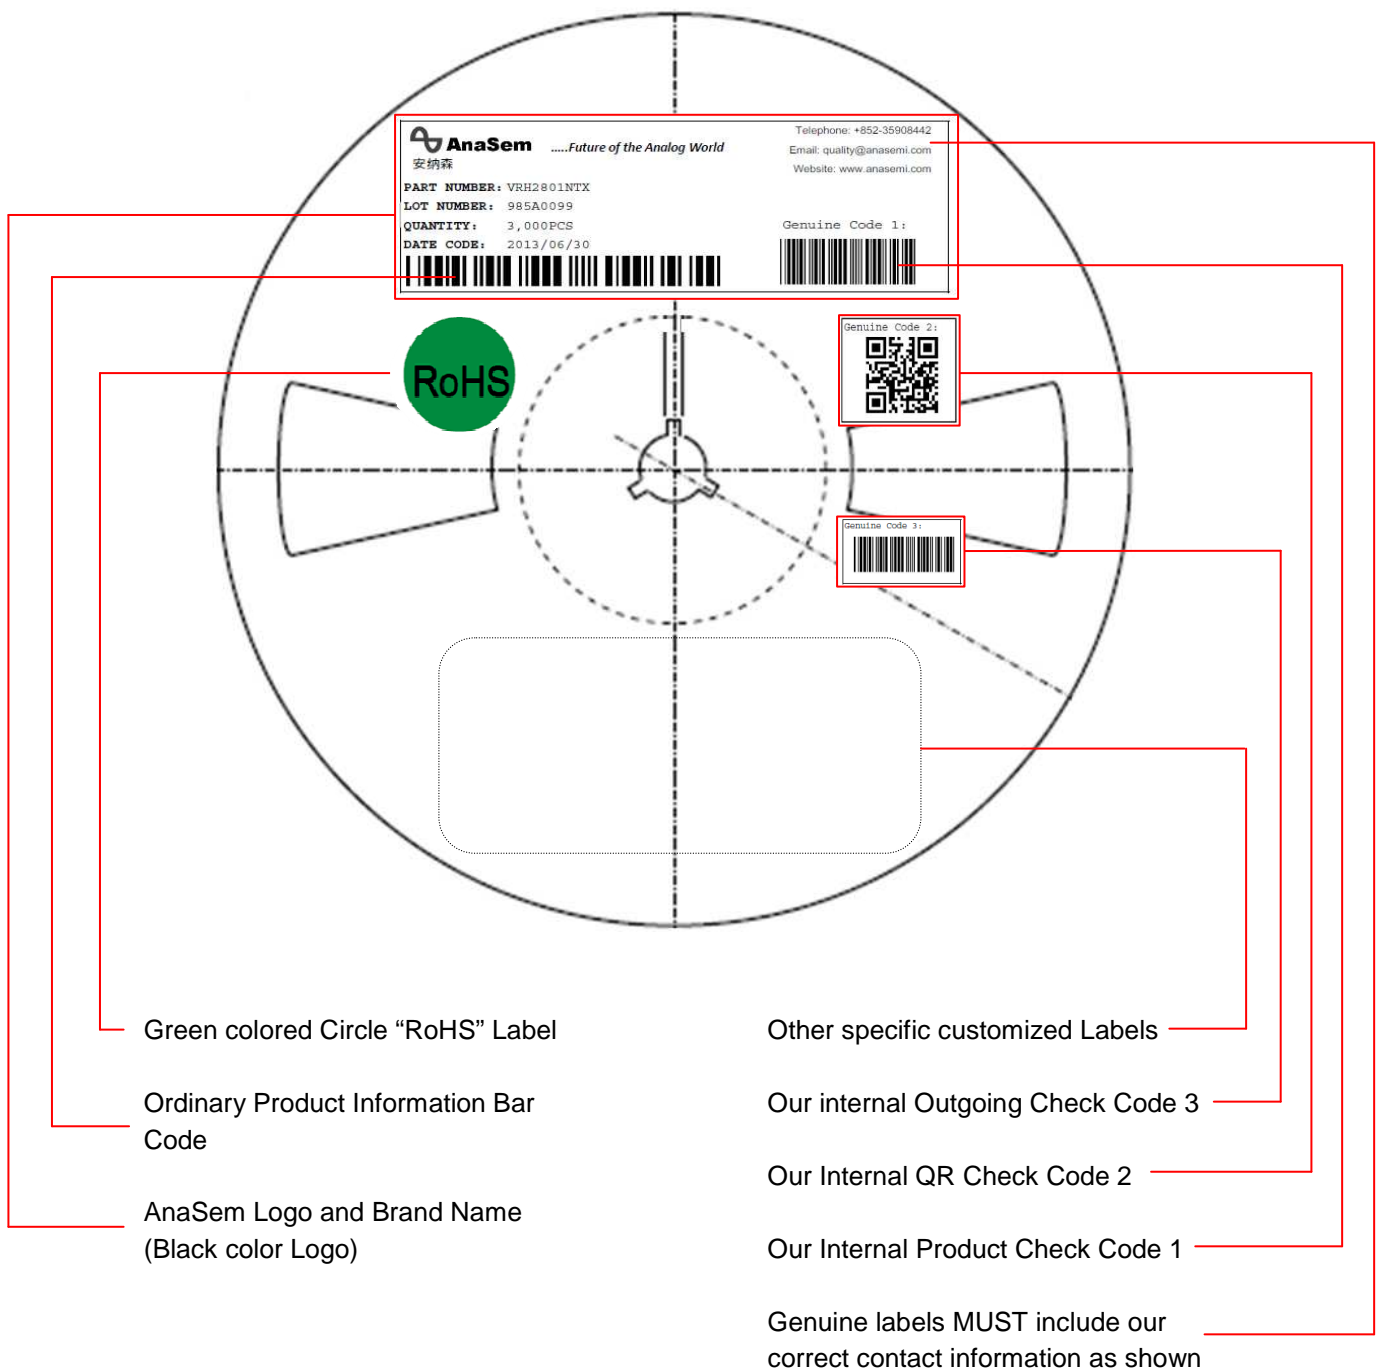 AnaSem .....Future of the Analog World
安纳森
Telephone: +852-35908442
Email: quality@anasemi.com
Website: www.anasemi.com
PART NUMBER: VRH2801NTX
LOT NUMBER: 985A0099
QUANTITY: 3,000PCS
DATE CODE: 2013/06/30
Genuine Code 1:
RoHS
Genuine Code 2:
Genuine Code 3:
Green colored Circle “RoHS” Label
Ordinary Product Information Bar
Code
AnaSem Logo and Brand Name
(Black color Logo)
Other specific customized Labels
Our internal Outgoing Check Code 3
Our Internal QR Check Code 2
Our Internal Product Check Code 1
Genuine labels MUST include our
correct contact information as shown